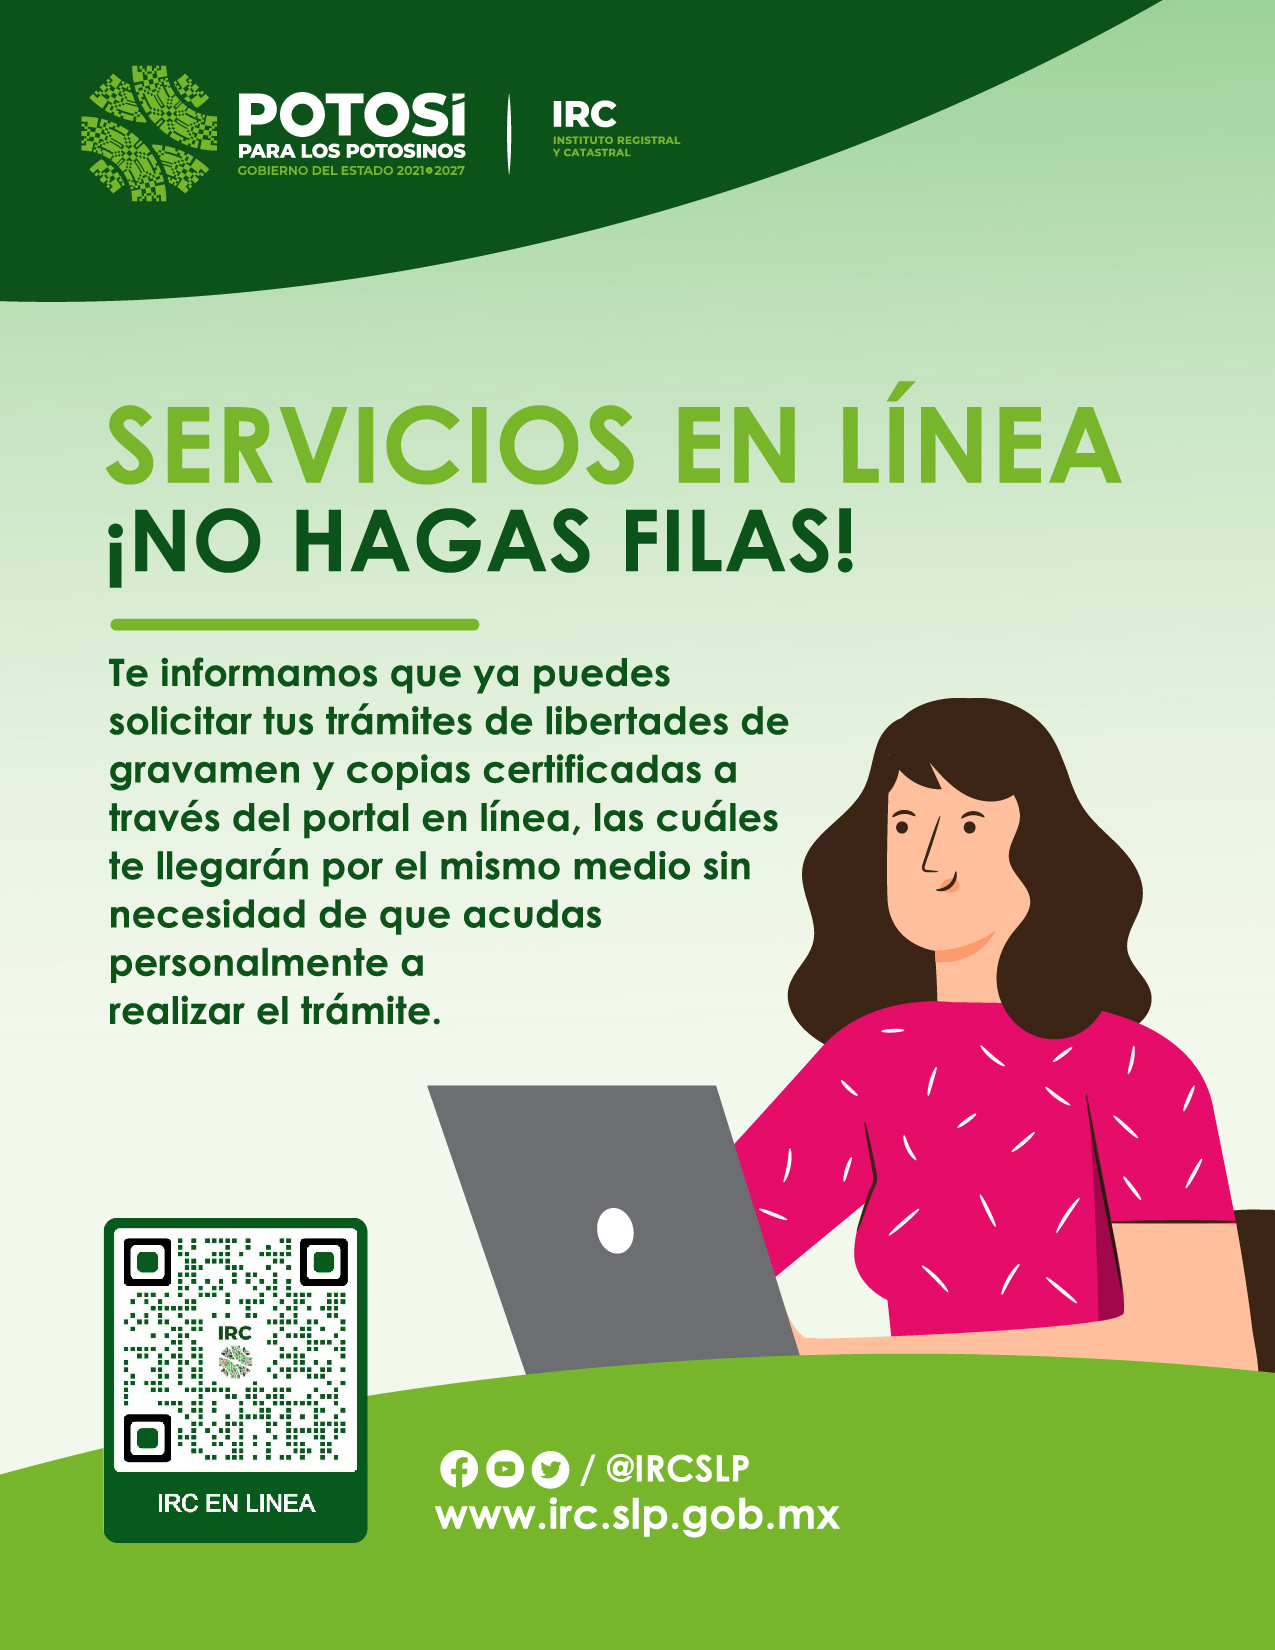 POTOSÍ
PARA LOS POTOSINOS
GOBIERNO DEL ESTADO 2021 2027
IRC
INSTITUTO REGISTRAL
Y CATASTRAL
SERVICIOS EN LÍNEA
¡NO HAGAS FILAS!
Te informamos que ya puedes
solicitar tus trámites de libertades de
gravamen y copias certificadas a
través del portal en línea, las cuáles
te llegarán por el mismo medio sin
necesidad de que acudas
personalmente a
realizar el trámite.
IRC
IRC EN LINEA
/ @IRCSLP
www.irc.slp.gob.mx